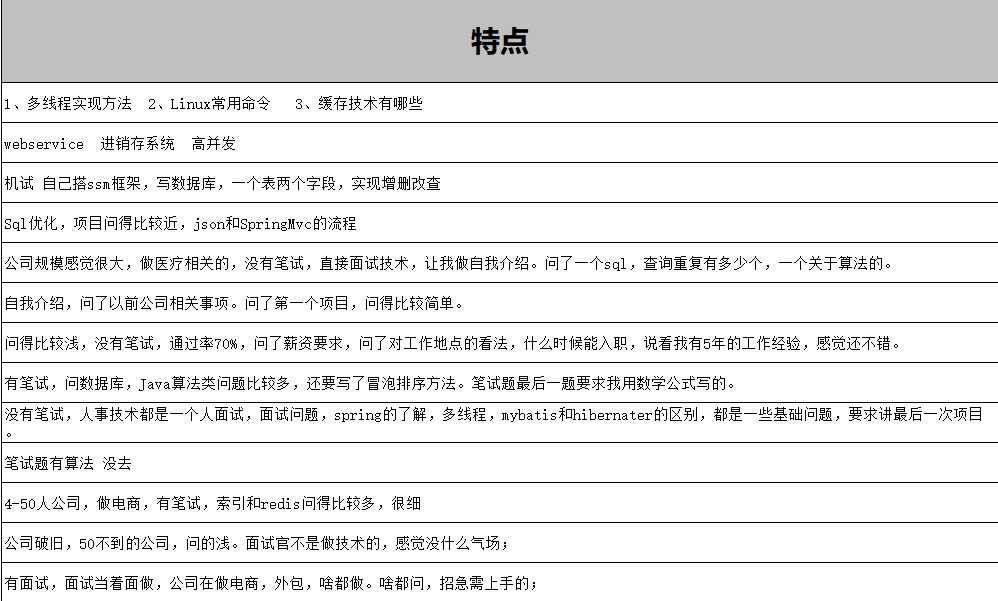 特点
1、多线程实现方法  2、Linux常用命令   3、缓存技术有哪些
webservice  进销存系统  高并发
机试 自己搭ssm框架，写数据库，一个表两个字段，实现增删改查
Sql优化，项目问得比较近，json和SpringMvc的流程
公司规模感觉很大，做医疗相关的，没有笔试，直接面试技术，让我做自我介绍。问了一个sql，查询重复有多少个，一个关于算法的。
自我介绍，问了以前公司相关事项。问了第一个项目，问得比较简单。
问得比较浅，没有笔试，通过率70%，问了薪资要求，问了对工作地点的看法，什么时候能入职，说看我有5年的工作经验，感觉还不错。
有笔试，问数据库，Java算法类问题比较多，还要写了冒泡排序方法。笔试题最后一题要求我用数学公式写的。
没有笔试，人事技术都是一个人面试，面试问题，spring的了解，多线程，mybatis和hibernater的区别，都是一些基础问题，要求讲最后一次项目
。
笔试题有算法 没去
4-50人公司，做电商，有笔试，索引和redis问得比较多，很细
公司破旧，50不到的公司，问的浅。面试官不是做技术的，感觉没什么气场；
有面试，面试当着面做，公司在做电商，外包，啥都做。啥都问，招急需上手的；